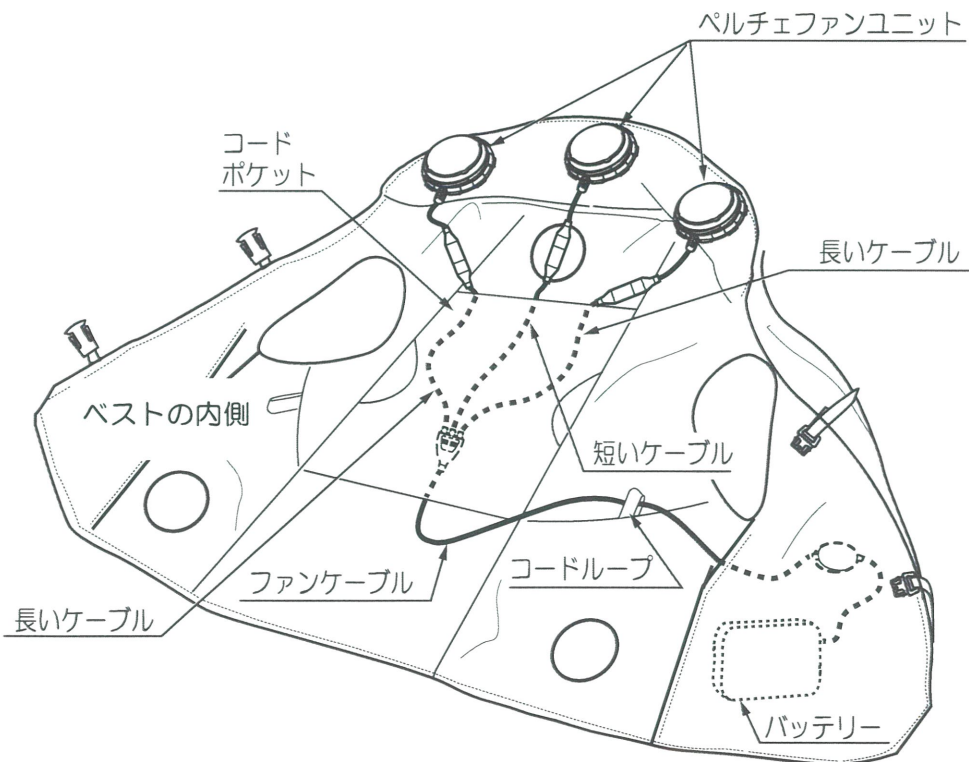 ペルチェファンユニット
コード
ポケット
長いケーブル
ベストの内側
短いケーブル
ファンケーブル
コードループ
長いケーブル
バッテリー